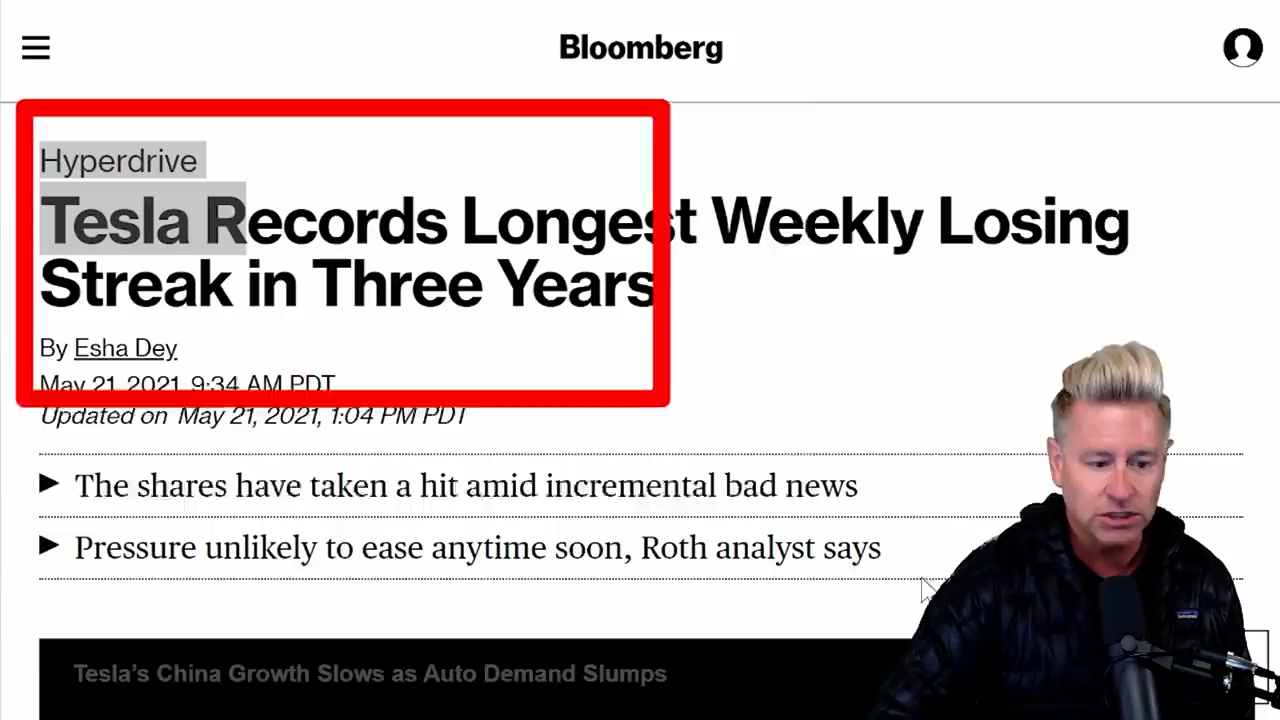 Bloomberg
Hyperdrive
Tesla Records Longest Weekly Losing
Streak in Three Years
By Esha Dey
May 21, 2021, 9:34 AM PDT
Updated on May 21, 2021, 1:04 PM PDT
The shares have taken a hit amid incremental bad news
Pressure unlikely to ease anytime soon, Roth analyst says
Tesla’s China Growth Slows as Auto Demand Slumps